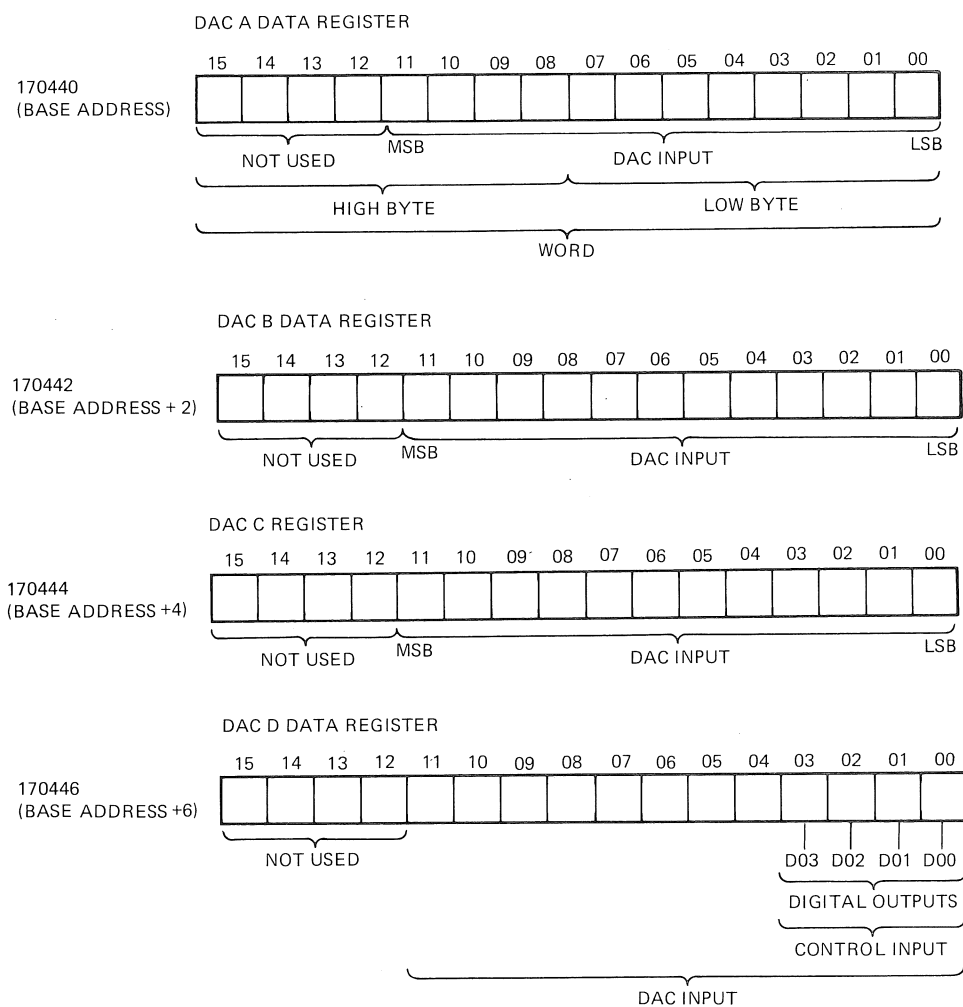 DAC A DATA REGISTER
15 14 13 12 11 10 09 08 07 06 05 04 03 02 01 00
170440
(BASE ADDRESS)
MSB LSB
NOT USED DAC INPUT
HIGH BYTE LOW BYTE
WORD
DAC B DATA REGISTER
15 14 13 12 11 10 09 08 07 06 05 04 03 02 01 00
170442
(BASE ADDRESS + 2)
MSB LSB
NOT USED DAC INPUT
DAC C REGISTER
15 14 13 12 11 10 09 08 07 06 05 04 03 02 01 00
170444
(BASE ADDRESS +4)
MSB LSB
NOT USED DAC INPUT
DAC D DATA REGISTER
15 14 13 12 11 10 09 08 07 06 05 04 03 02 01 00
170446
(BASE ADDRESS +6)
NOT USED D03 D02 D01 D00
DIGITAL OUTPUTS
CONTROL INPUT
DAC INPUT